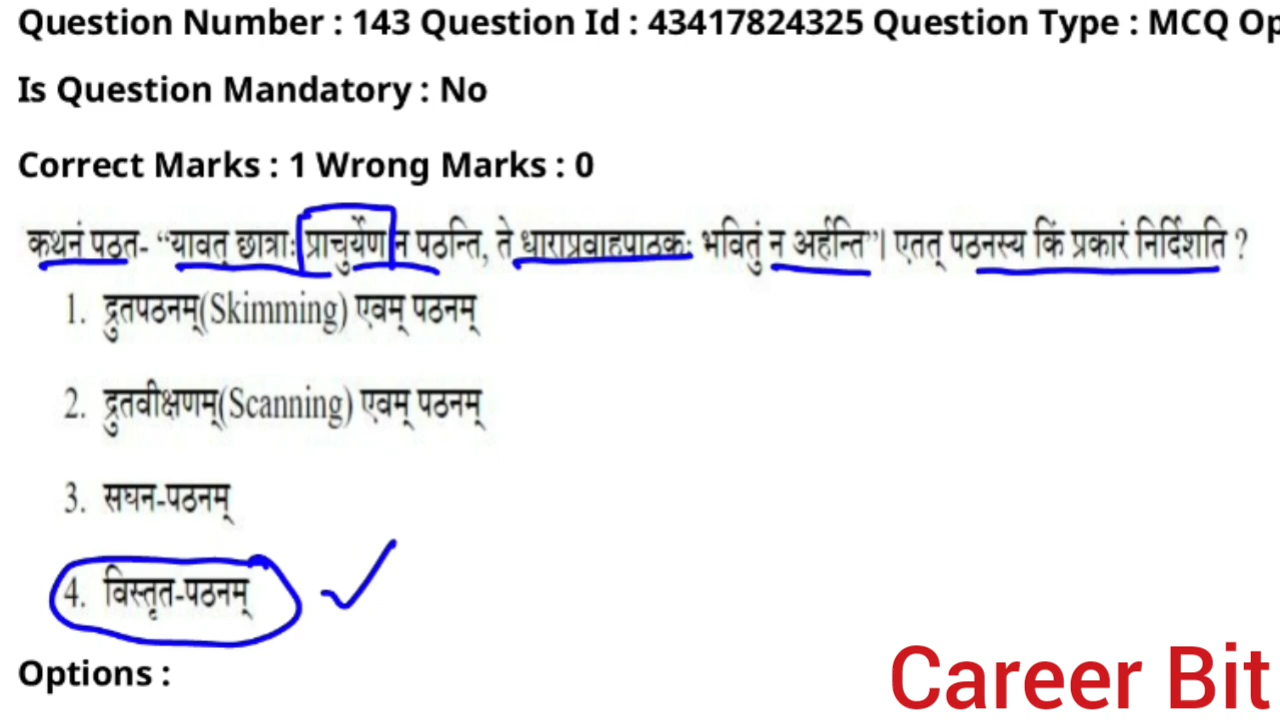 Question Number : 143 Question Id : 43417824325 Question Type : MCQ Op
Is Question Mandatory : No
Correct Marks : 1 Wrong Marks : 0
कथनं पठत- “यावत् छात्राः प्राचुर्येण न पठन्ति, ते धाराप्रवाहपाठकः भवितुं न अर्हन्ति”। एतत् पठनस्य किं प्रकारं निर्दिशति ?
1. द्रुतपठनम्(Skimming) एवम् पठनम्
2. द्रुतवीक्षणम्(Scanning) एवम् पठनम्
3. सघन-पठनम्
4. विस्तृत-पठनम्
Options :
Career Bit